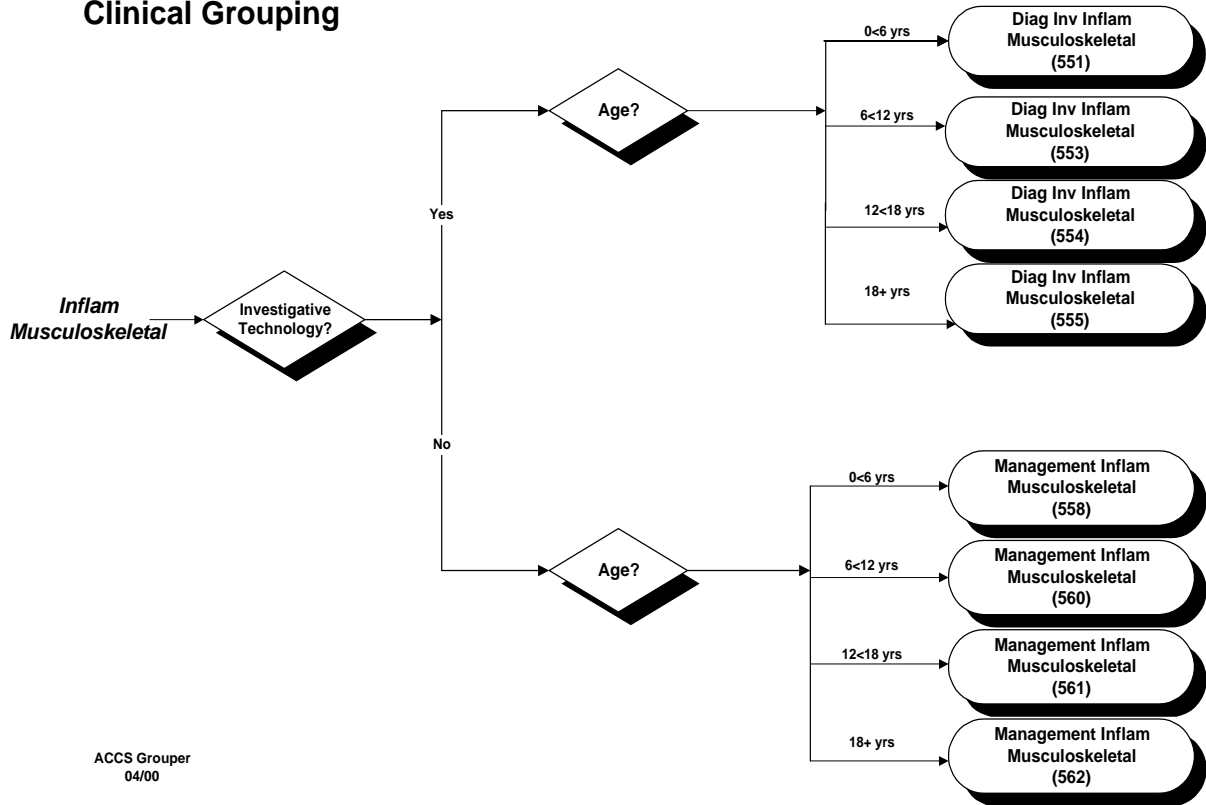 Clinical Grouping
0<6 yrs
Diag Inv Inflam
Musculoskeletal
(551)
Age?
6<12 yrs
Diag Inv Inflam
Musculoskeletal
(553)
Yes
12<18 yrs
Diag Inv Inflam
Musculoskeletal
(554)
18+ yrs
Diag Inv Inflam
Musculoskeletal
(555)
Inflam
Musculoskeletal
Investigative
Technology?
No
0<6 yrs
Management Inflam
Musculoskeletal
(558)
Age?
6<12 yrs
Management Inflam
Musculoskeletal
(560)
12<18 yrs
Management Inflam
Musculoskeletal
(561)
18+ yrs
Management Inflam
Musculoskeletal
(562)
ACCS Grouper
04/00